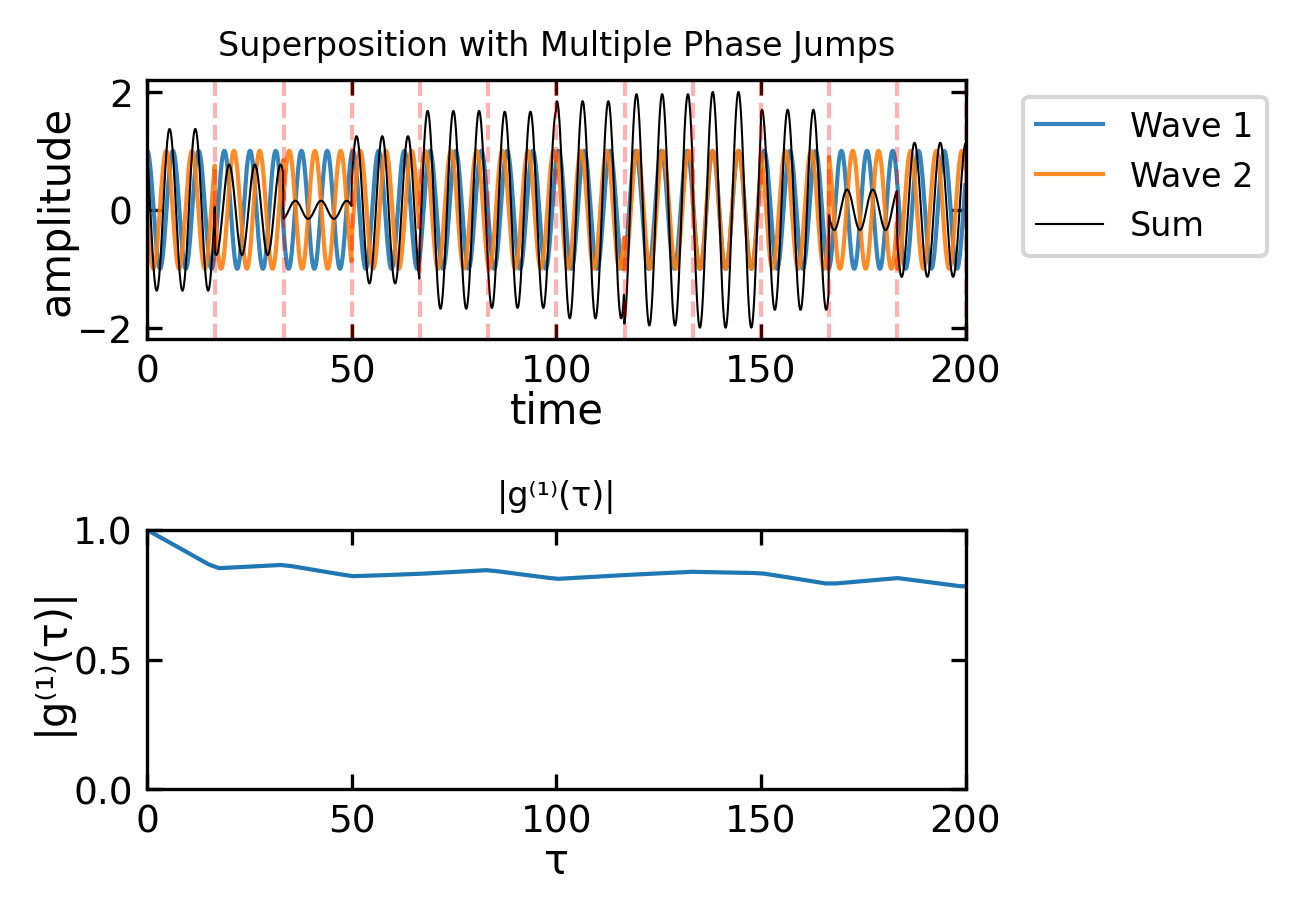 Superposition with Multiple Phase Jumps
2
0
−2
amplitude
0 50 100 150 200
time
Wave 1
Wave 2
Sum
|g⁽¹⁾(τ)|
1.0
0.5
0.0
|g⁽¹⁾(τ)|
0 50 100 150 200
τ